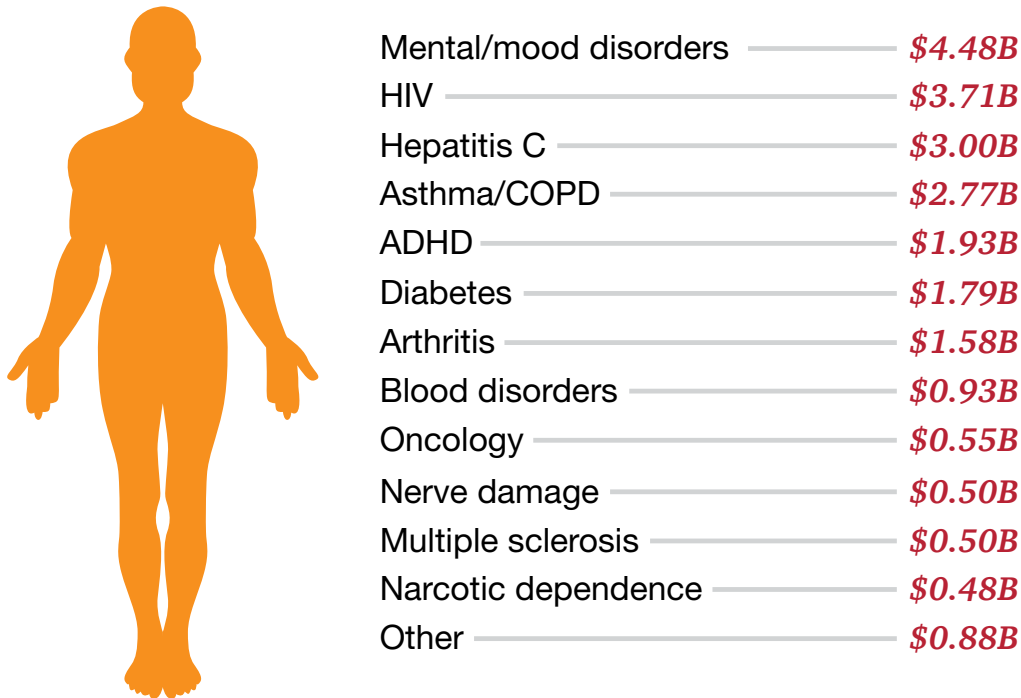 Mental/mood disorders $4.48B
HIV $3.71B
Hepatitis C $3.00B
Asthma/COPD $2.77B
ADHD $1.93B
Diabetes $1.79B
Arthritis $1.58B
Blood disorders $0.93B
Oncology $0.55B
Nerve damage $0.50B
Multiple sclerosis $0.50B
Narcotic dependence $0.48B
Other $0.88B